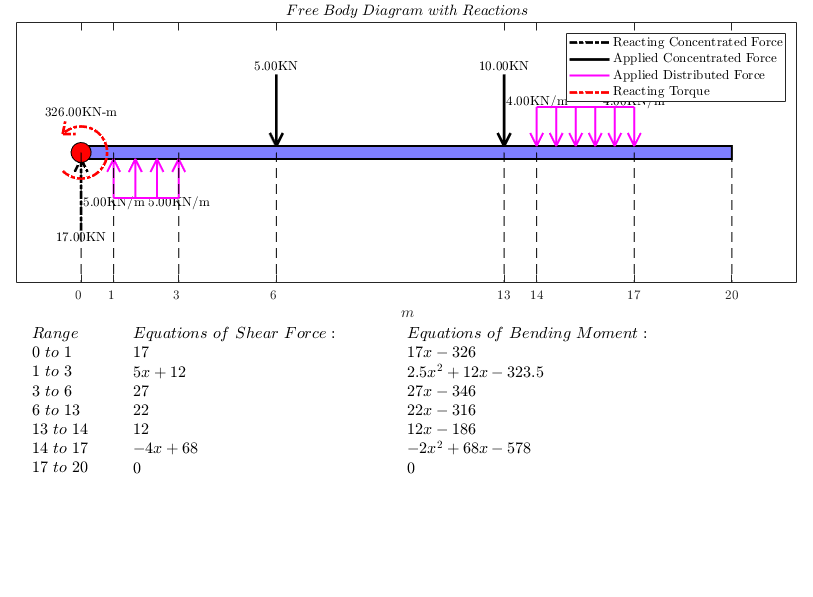 Free Body Diagram with Reactions
Reacting Concentrated Force
Applied Concentrated Force
Applied Distributed Force
Reacting Torque
5.00KN
10.00KN
4.00KN/m
4.00KN/m
326.00KN-m
5.00KN/m 5.00KN/m
17.00KN
0 1 3 6 13 14 17 20
m
Range Equations of Shear Force : Equations of Bending Moment :
0 to 1 17 17x − 326
1 to 3 5x + 12 2.5x² + 12x − 323.5
3 to 6 27 27x − 346
6 to 13 22 22x − 316
13 to 14 12 12x − 186
14 to 17 −4x + 68 −2x² + 68x − 578
17 to 20 0 0